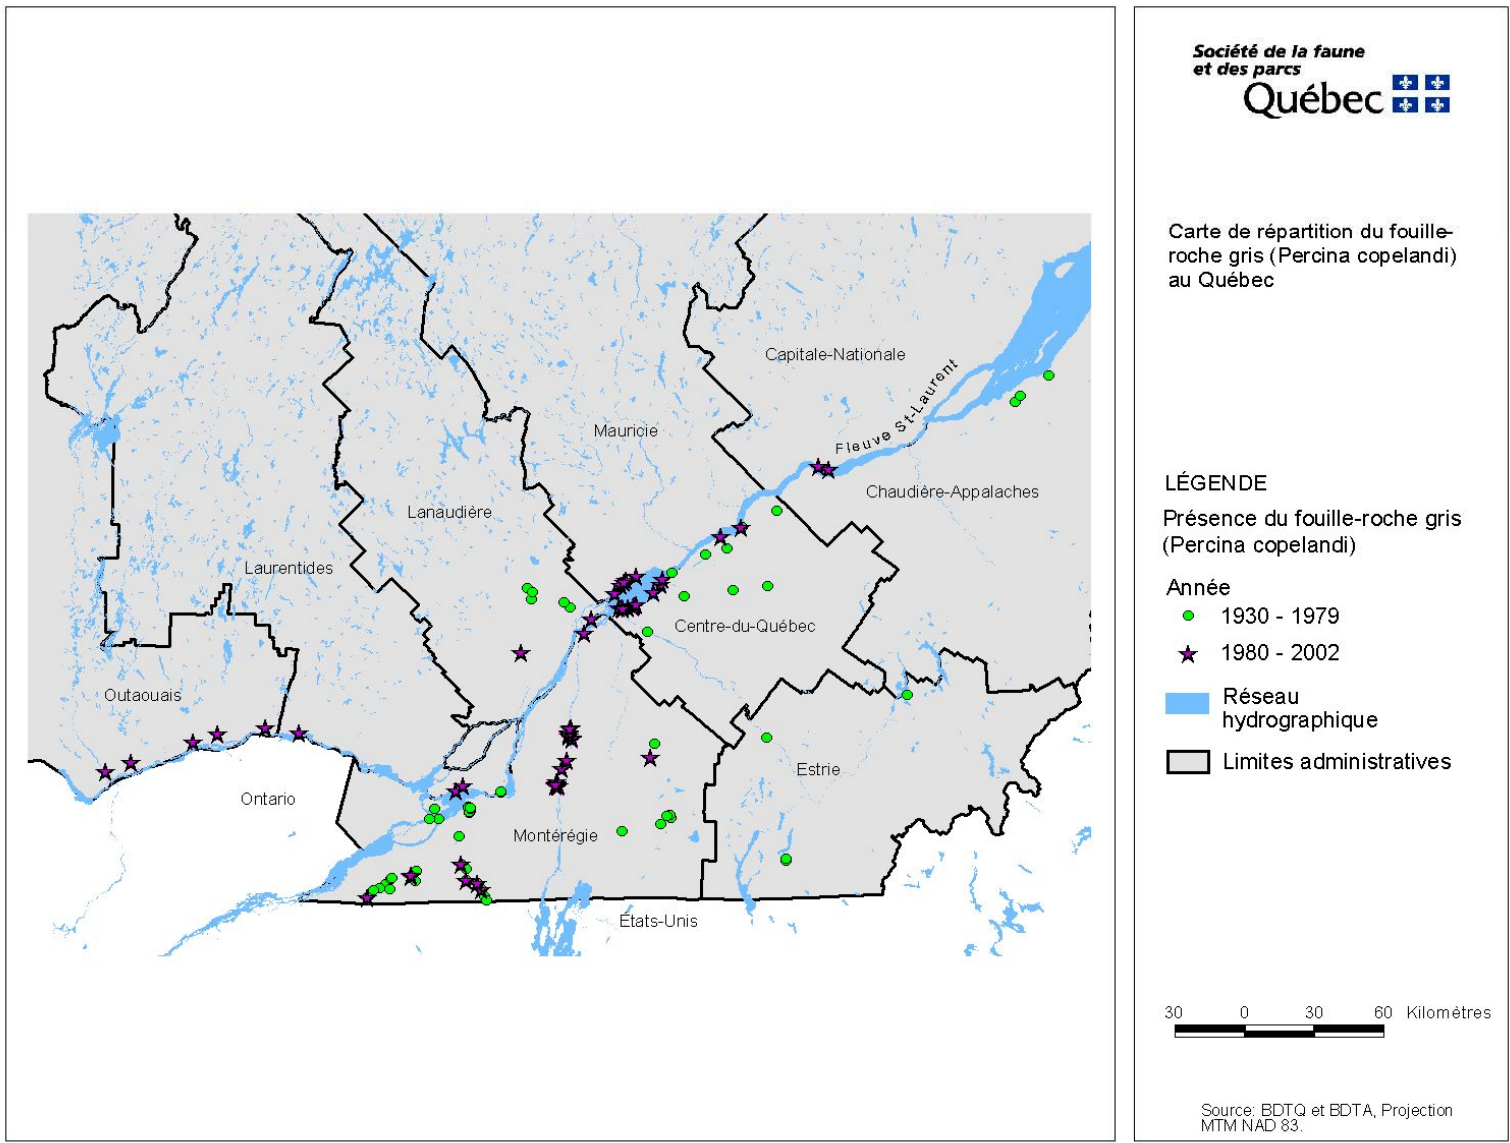 Société de la faune
et des parcs
Québec
Carte de répartition du fouille-
roche gris (Percina copelandi)
au Québec
Capitale-Nationale
Fleuve St-Laurent
Mauricie
Chaudière-Appalaches
Lanaudière
Laurentides
Centre-du-Québec
Outaouais
Estrie
Ontario
Montérégie
États-Unis
LÉGENDE
Présence du fouille-roche gris
(Percina copelandi)
Année
1930 - 1979
1980 - 2002
Réseau
hydrographique
Limites administratives
30 0 30 60 Kilomètres
Source: BDTQ et BDTA, Projection
MTM NAD 83.